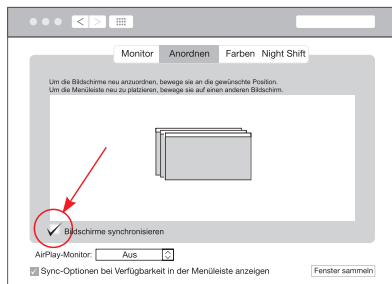 Monitor Anordnen Farben Night Shift
Um die Bildschirme neu anzuordnen, bewege sie an die gewünschte Position.
Um die Menüleiste neu zu platzieren, bewege sie auf einen anderen Bildschirm.
Bildschirme synchronisieren
AirPlay-Monitor: Aus
Sync-Optionen bei Verfügbarkeit in der Menüleiste anzeigen Fenster sammeln